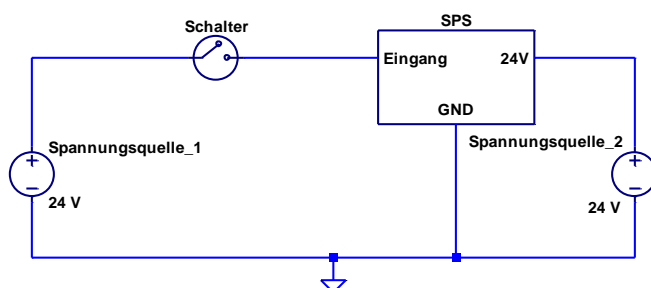 SPS
Schalter
Eingang
24V
GND
Spannungsquelle_1
24 V
Spannungsquelle_2
24 V